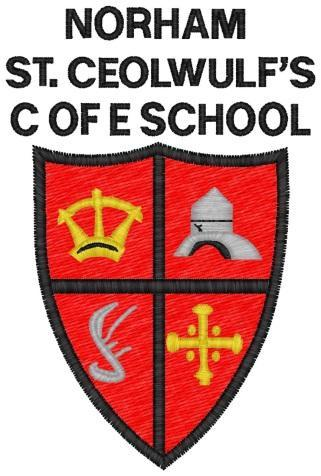 NORHAM
ST. CEOLWULF'S
C OF E SCHOOL